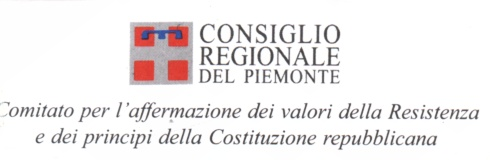 CONSIGLIO
REGIONALE
DEL PIEMONTE
Comitato per l'affermazione dei valori della Resistenza
e dei principi della Costituzione repubblicana